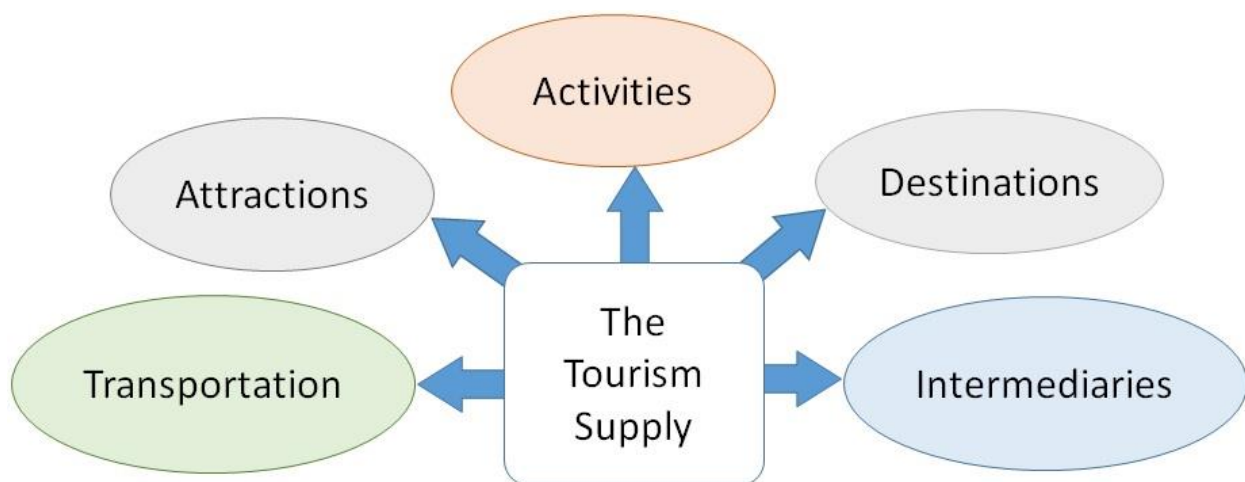 Activities
Attractions
Destinations
The
Tourism
Supply
Transportation
Intermediaries